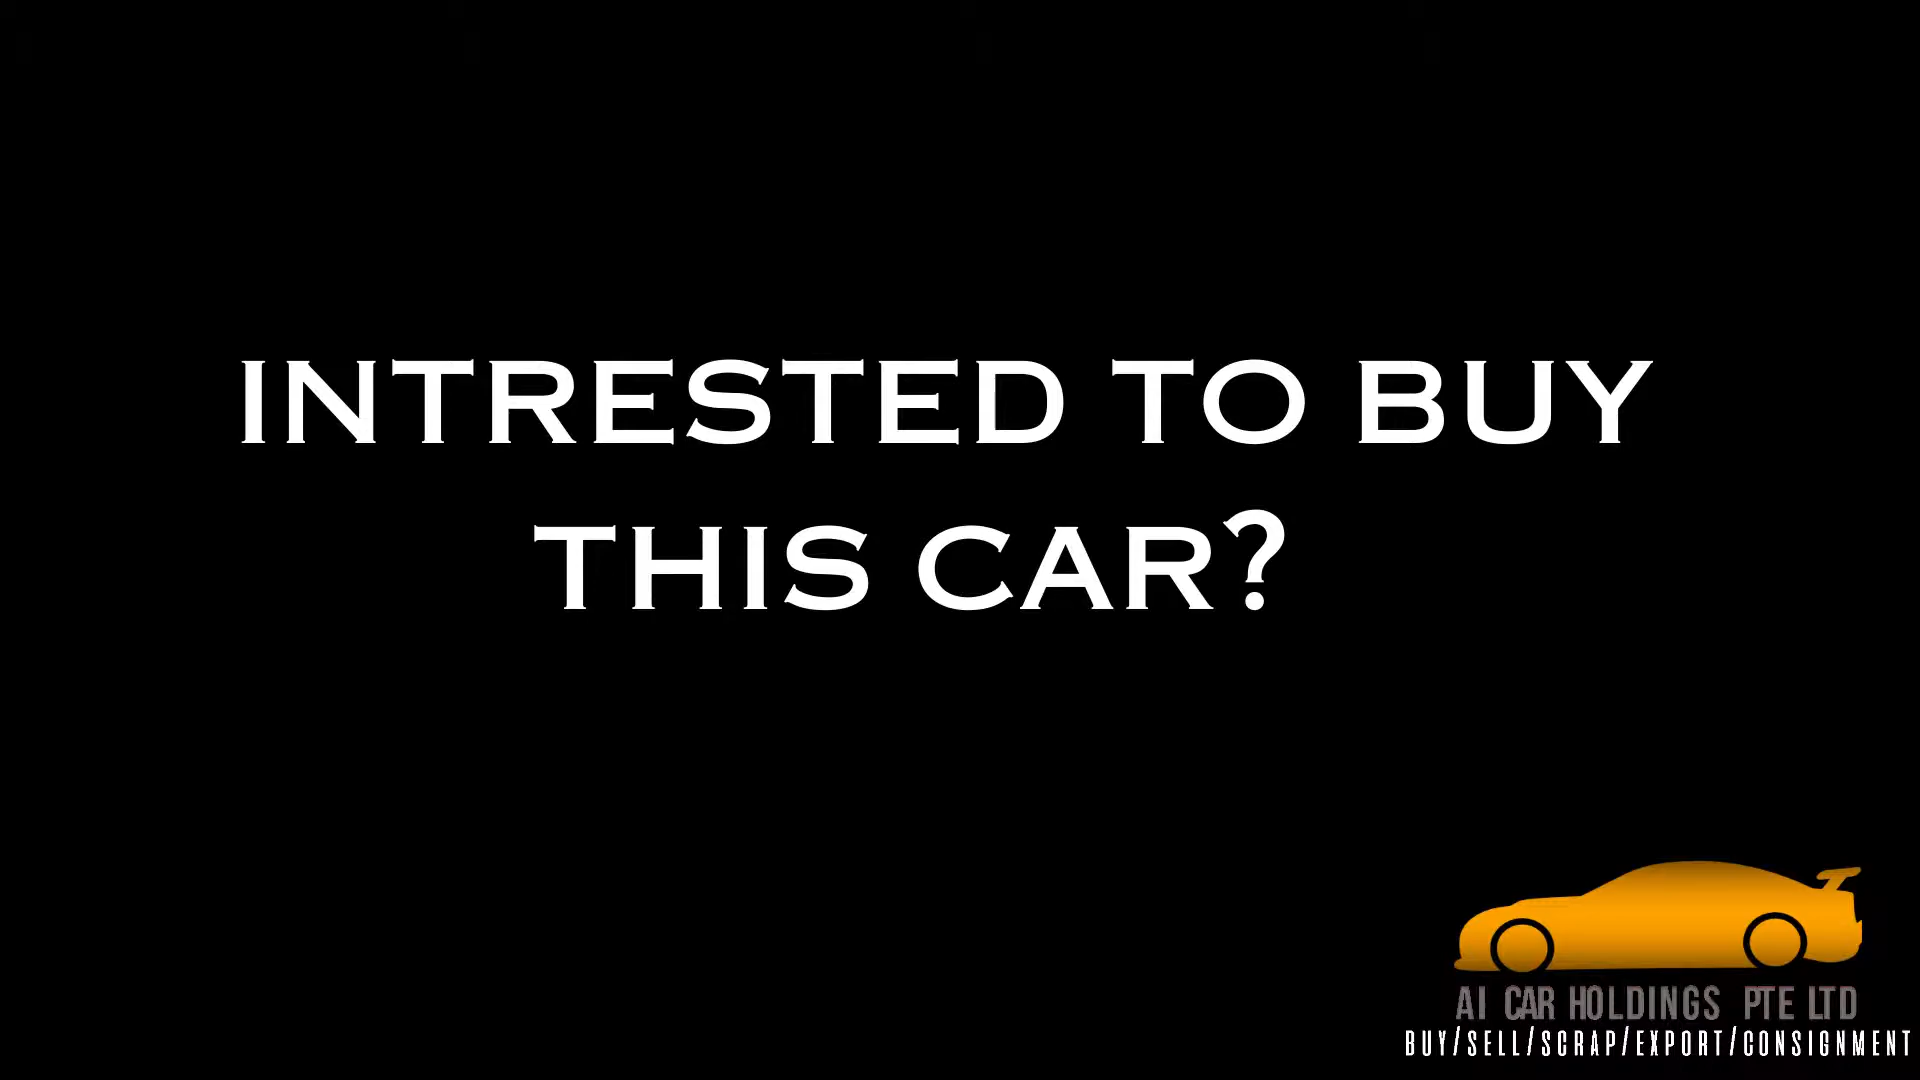 INTRESTED TO BUY
THIS CAR?
AI CAR HOLDINGS PTE LTD
BUY/SELL/SCRAP/EXPORT/CONSIGNMENT